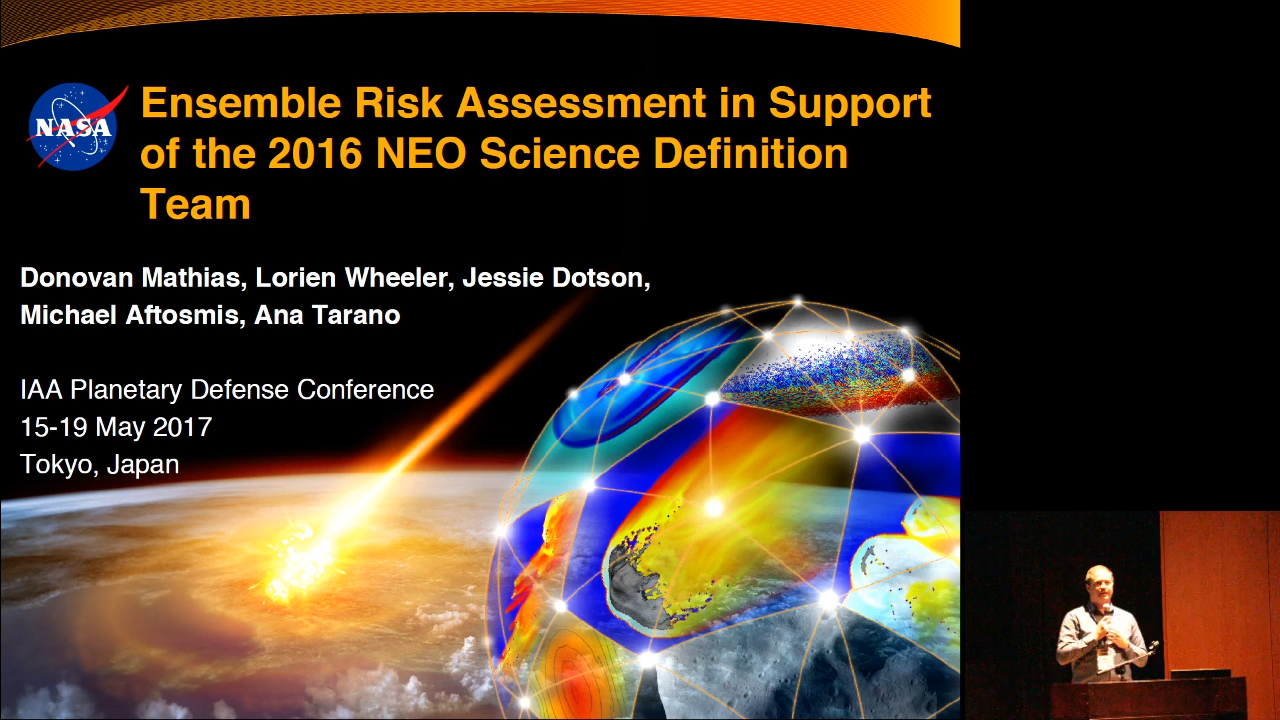 NASA
Ensemble Risk Assessment in Support
of the 2016 NEO Science Definition
Team
Donovan Mathias, Lorien Wheeler, Jessie Dotson,
Michael Aftosmis, Ana Tarano
IAA Planetary Defense Conference
15-19 May 2017
Tokyo, Japan